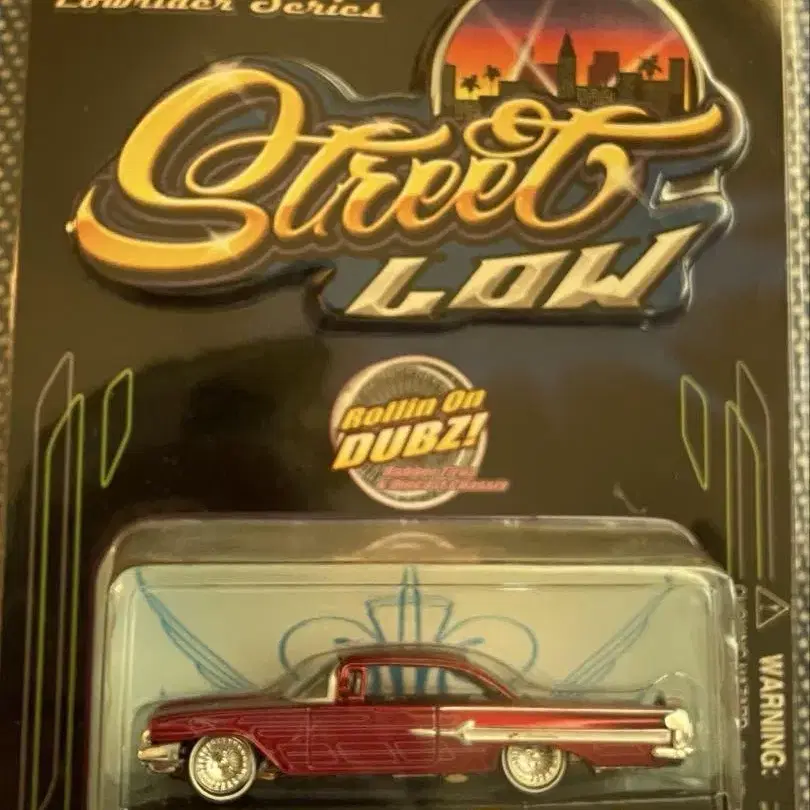 Lowrider Series
Street
LOW
Rollin On
DUBZ!
WARNING: